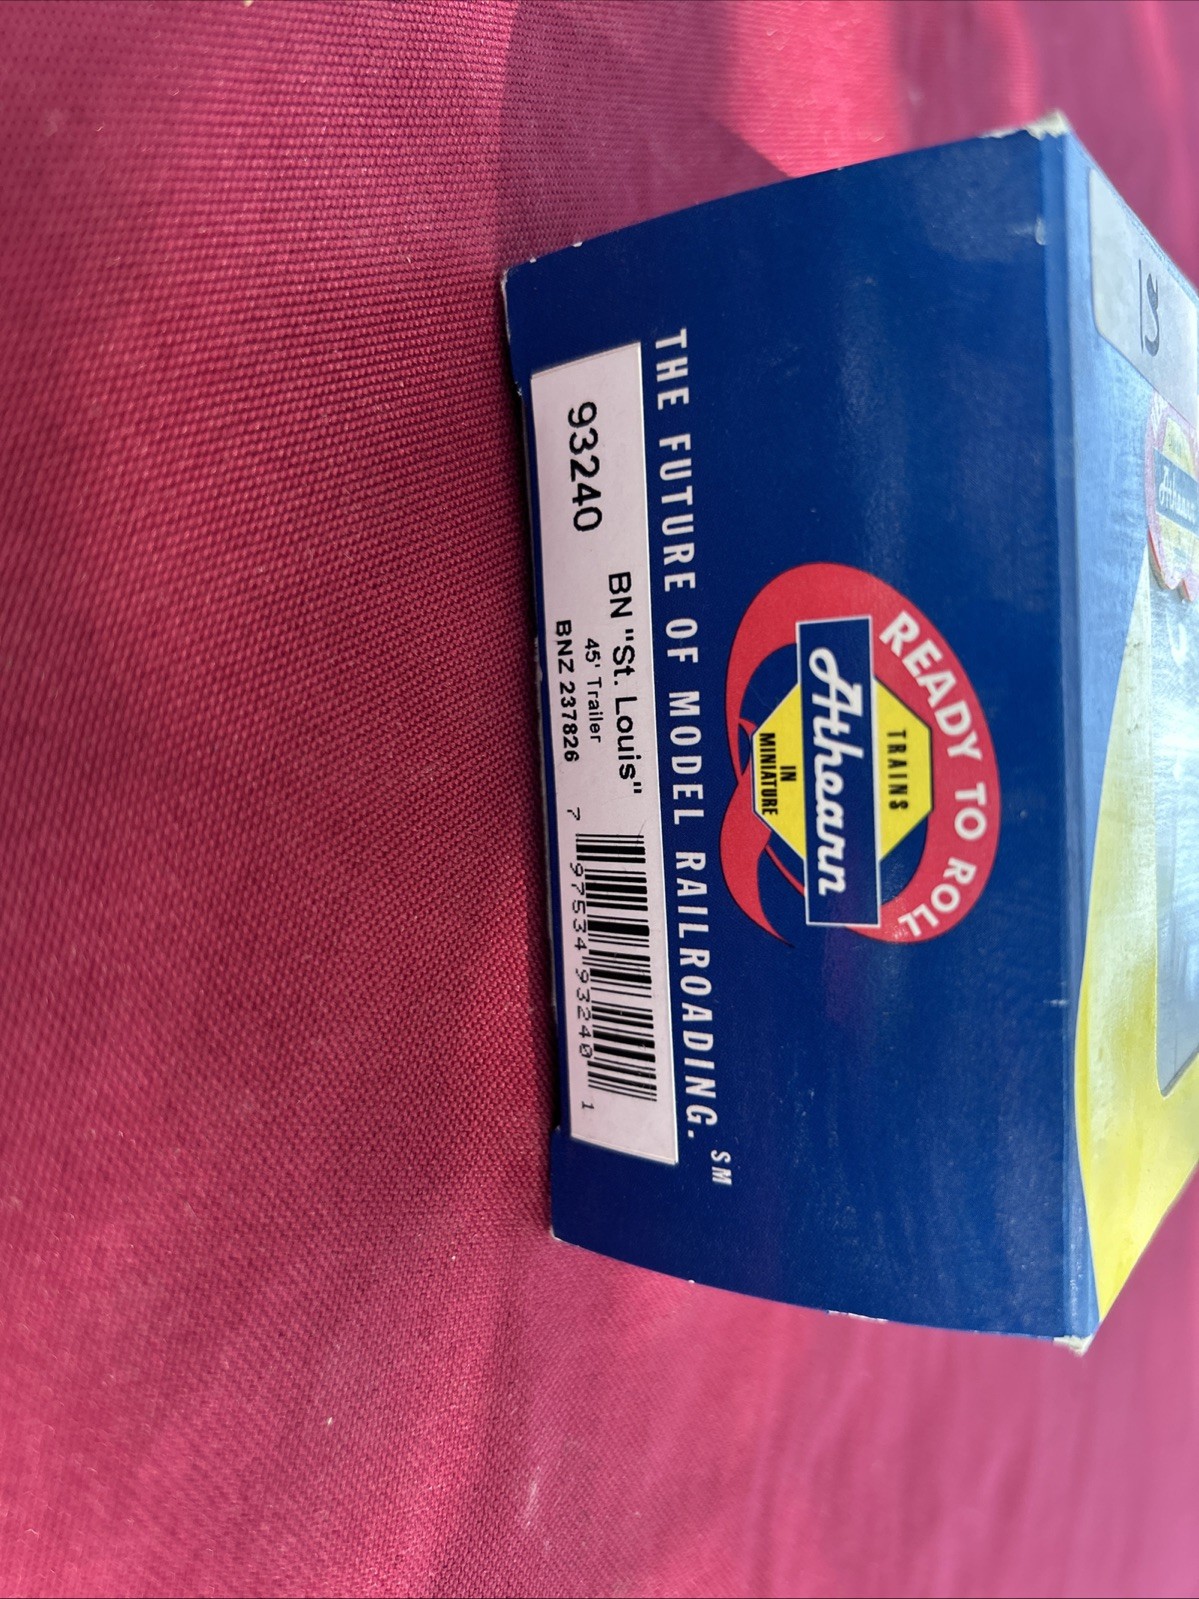 READY TO ROLL
TRAINS
Athearn
IN
MINIATURE
THE FUTURE OF MODEL RAILROADING.SM
93240
BN "St. Louis"
45' Trailer
BNZ 237826
7 97534 93240 1
Athearn